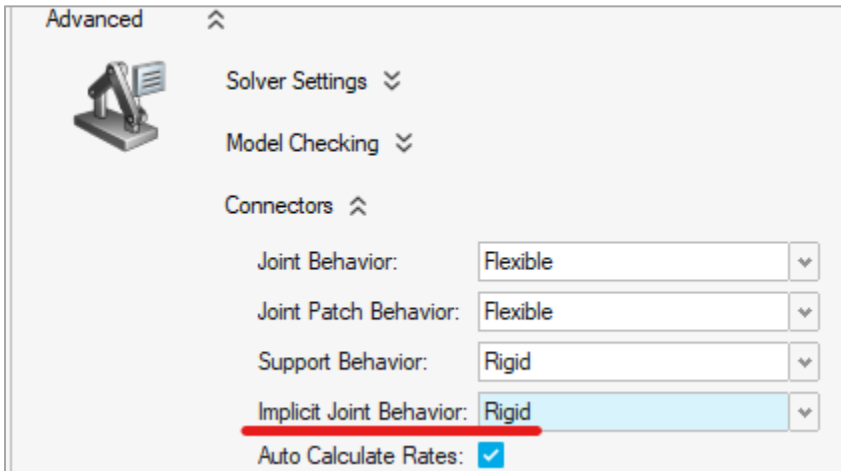 Advanced
Solver Settings
Model Checking
Connectors
Joint Behavior: Flexible
Joint Patch Behavior: Flexible
Support Behavior: Rigid
Implicit Joint Behavior: Rigid
Auto Calculate Rates: